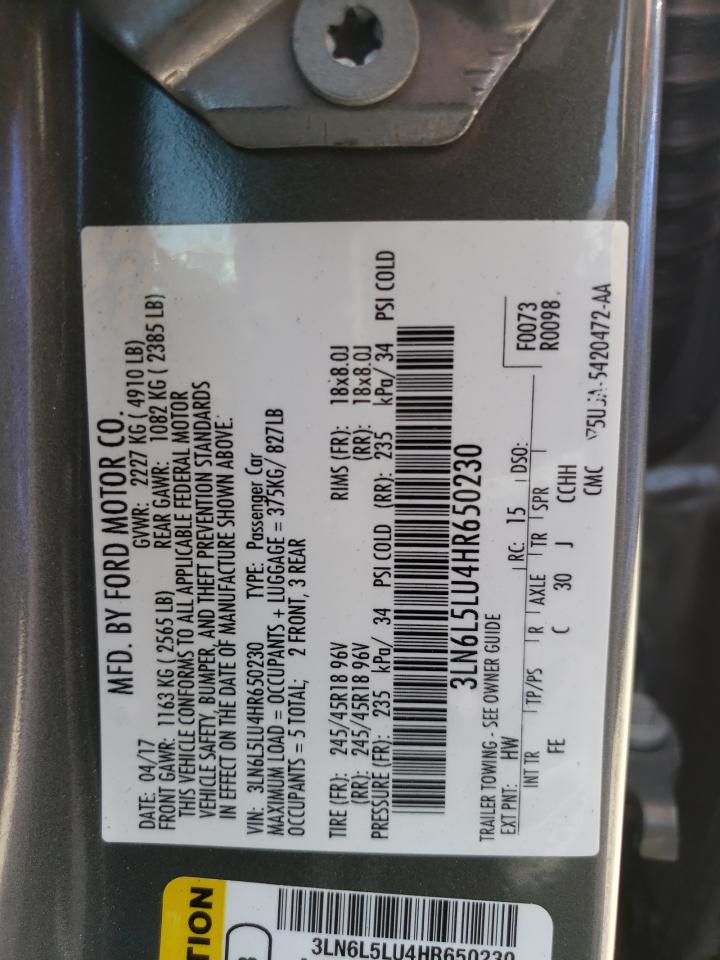 MFD. BY FORD MOTOR CO.
DATE: 04/17 GVWR: 2227 KG ( 4910 LB)
FRONT GAWR: 1163 KG ( 2565 LB) REAR GAWR: 1082 KG ( 2385 LB)
THIS VEHICLE CONFORMS TO ALL APPLICABLE FEDERAL MOTOR
VEHICLE SAFETY, BUMPER, AND THEFT PREVENTION STANDARDS
IN EFFECT ON THE DATE OF MANUFACTURE SHOWN ABOVE.
VIN: 3LN6L5LU4HR650230 TYPE: Passenger Car
MAXIMUM LOAD = OCCUPANTS + LUGGAGE = 375KG/ 827LB
OCCUPANTS = 5 TOTAL; 2 FRONT, 3 REAR
TIRE (FR): 245/45R18 96V RIMS (FR): 18x8.0J
(RR): 245/45R18 96V (RR): 18x8.0J
PRESSURE (FR): 235 kPa/ 34 PSI COLD (RR): 235 kPa/ 34 PSI COLD
3LN6L5LU4HR650230
TRAILER TOWING - SEE OWNER GUIDE
EXT PNT: HW RC: 15 DSO: F0073
R0098
INT TR TP/PS R AXLE TR SPR
FE C 30 J CCHH
CMC
5420472-AA
TION
3LN6L5LU4HR650230